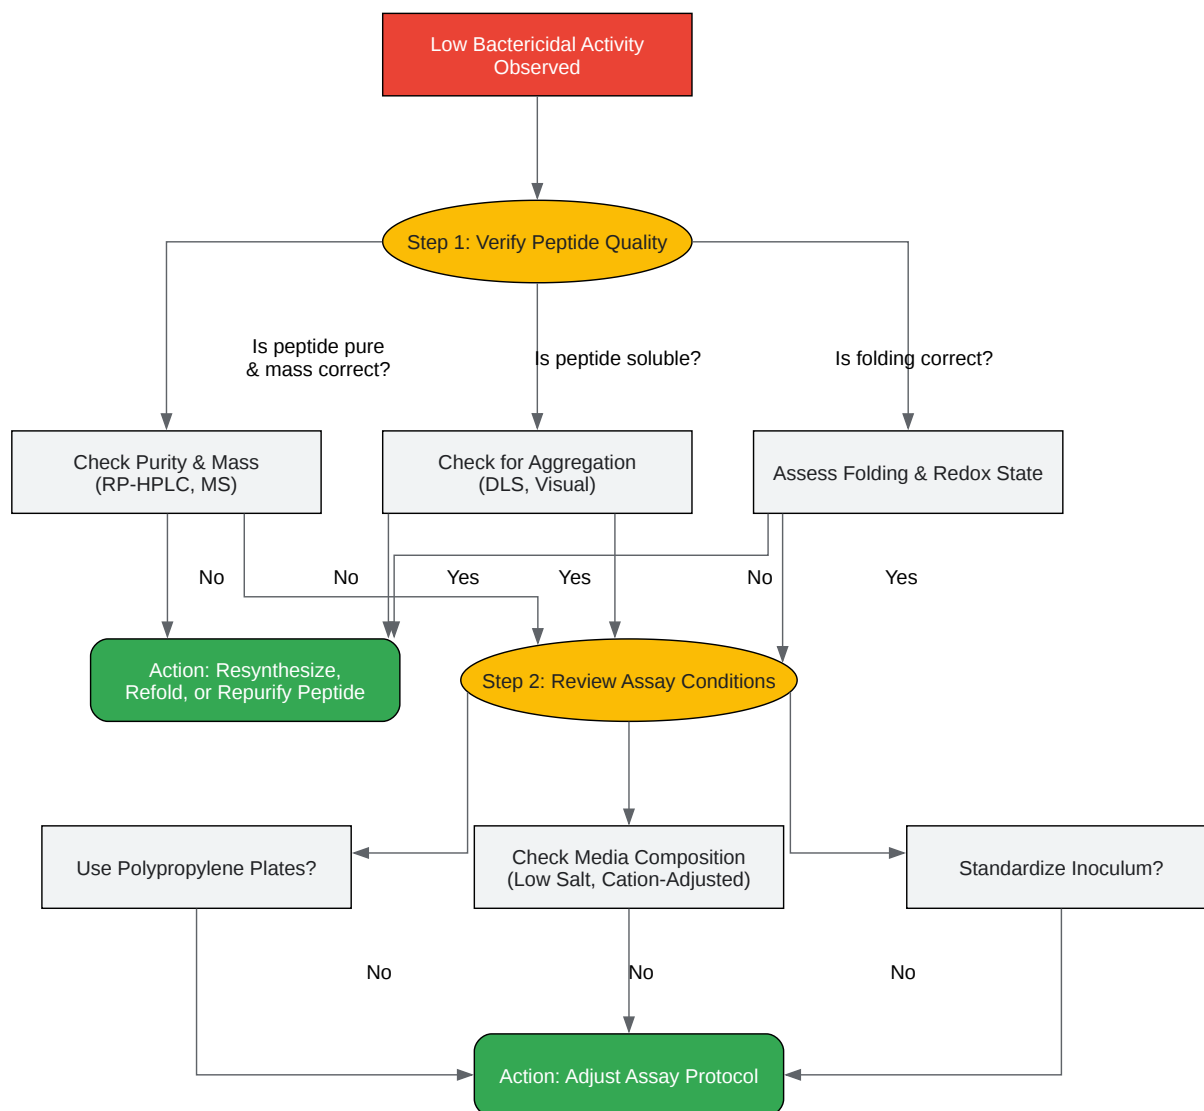 Low Bactericidal Activity
Observed
Step 1: Verify Peptide Quality
Is peptide pure
& mass correct?
Is peptide soluble?
Is folding correct?
Check Purity & Mass
(RP-HPLC, MS)
Check for Aggregation
(DLS, Visual)
Assess Folding & Redox State
No
No
Yes
Yes
No
Yes
Action: Resynthesize,
Refold, or Repurify Peptide
Step 2: Review Assay Conditions
Use Polypropylene Plates?
Check Media Composition
(Low Salt, Cation-Adjusted)
Standardize Inoculum?
No
No
No
Action: Adjust Assay Protocol